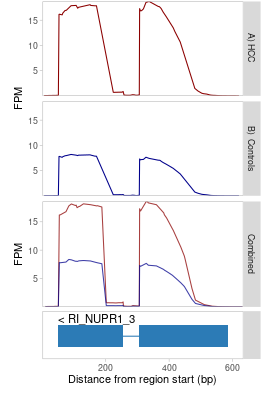 15
10
5
A) HCC
FPM
15
10
5
B) Controls
15
10
5
FPM
Combined
< RI_NUPR1_3
200
400
600
Distance from region start (bp)